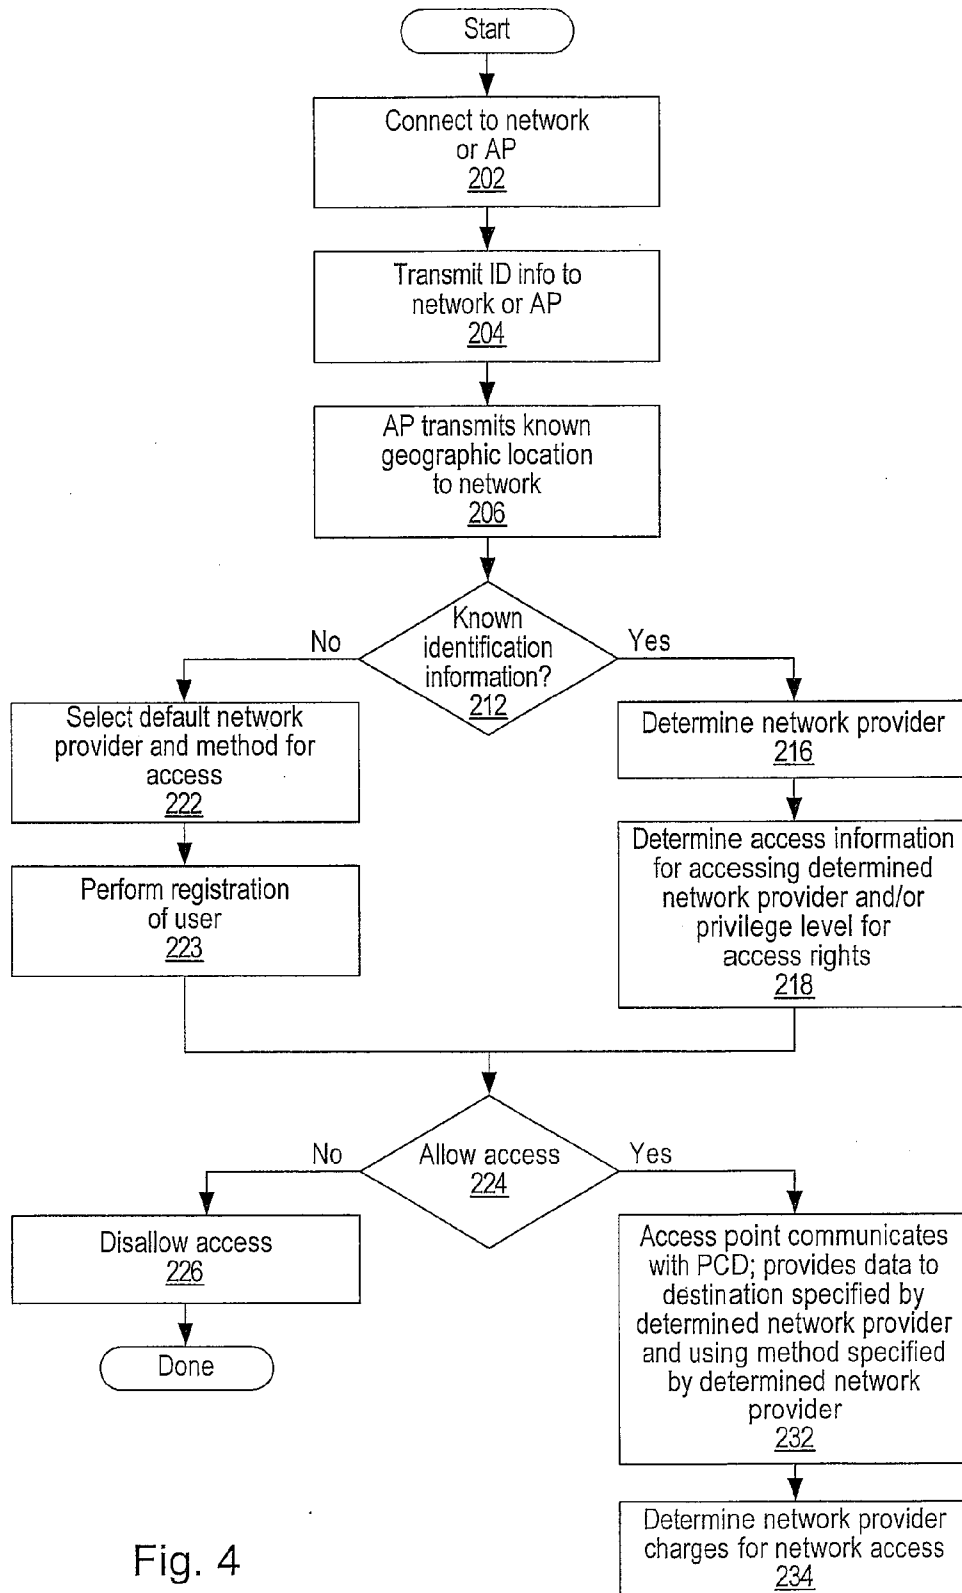 Start
Connect to network
or AP
202
Transmit ID info to
network or AP
204
AP transmits known
geographic location
to network
206
Known
identification
information?
212
No
Yes
Select default network
provider and method for
access
222
Perform registration
of user
223
Determine network provider
216
Determine access information
for accessing determined
network provider and/or
privilege level for
access rights
218
Allow access
224
No
Yes
Disallow access
226
Done
Access point communicates
with PCD; provides data to
destination specified by
determined network provider
and using method specified
by determined network
provider
232
Determine network provider
charges for network access
234
Fig. 4